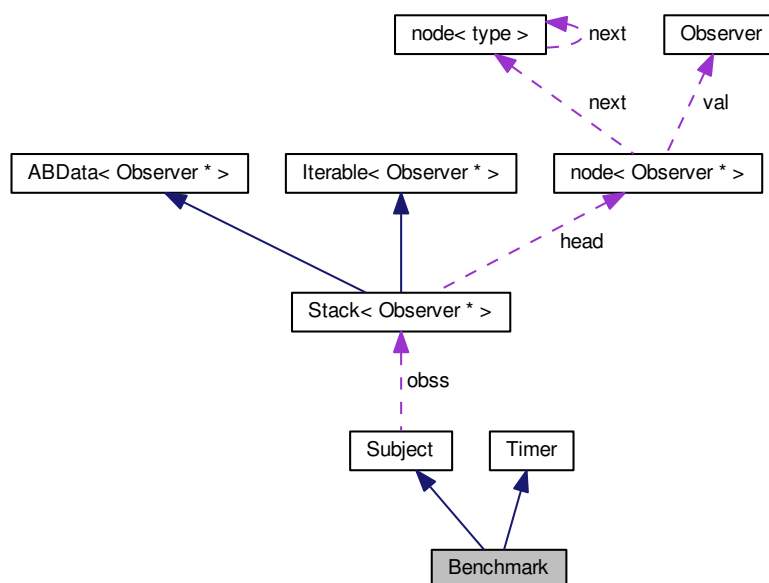 node< type >
next
Observer
next
val
ABData< Observer * >
Iterable< Observer * >
node< Observer * >
head
Stack< Observer * >
obss
Subject
Timer
Benchmark